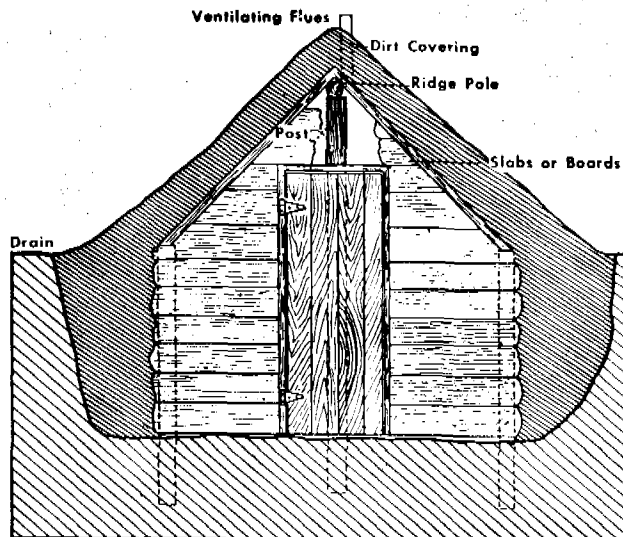 Ventilating Flues
Dirt Covering
Ridge Pole
Post
Slabs or Boards
Drain